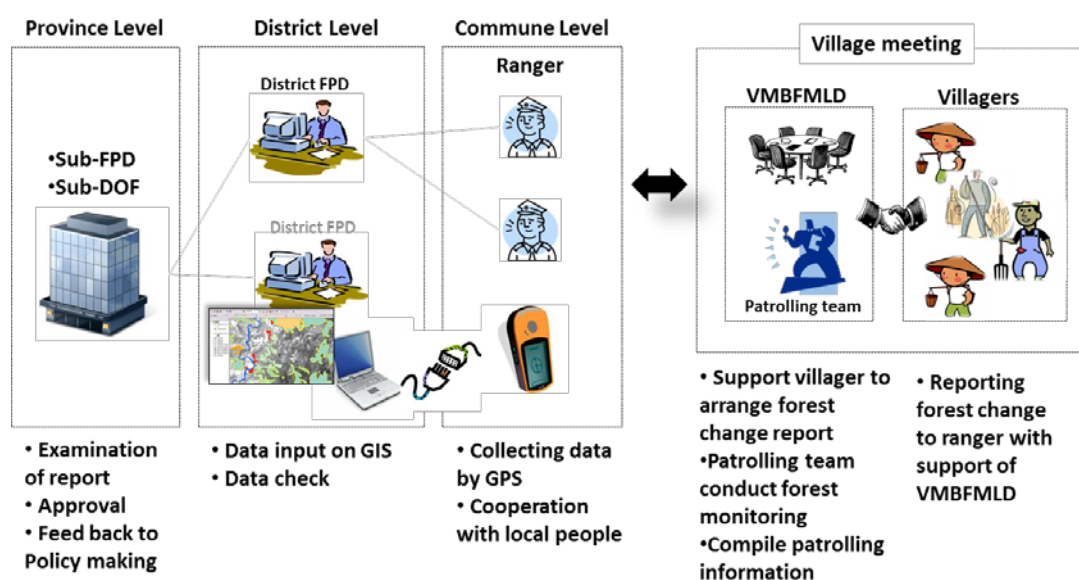 Province Level
•Sub-FPD
•Sub-DOF
• Examination
of report
• Approval
• Feed back to
Policy making
District Level
District FPD
District FPD
• Data input on GIS
• Data check
Commune Level
Ranger
• Collecting data
by GPS
• Cooperation
with local people
Village meeting
VMBFMLD
Patrolling team
Villagers
• Support villager to
arrange forest
change report
•Patrolling team
conduct forest
monitoring
•Compile patrolling
information
• Reporting
forest change
to ranger with
support of
VMBFMLD